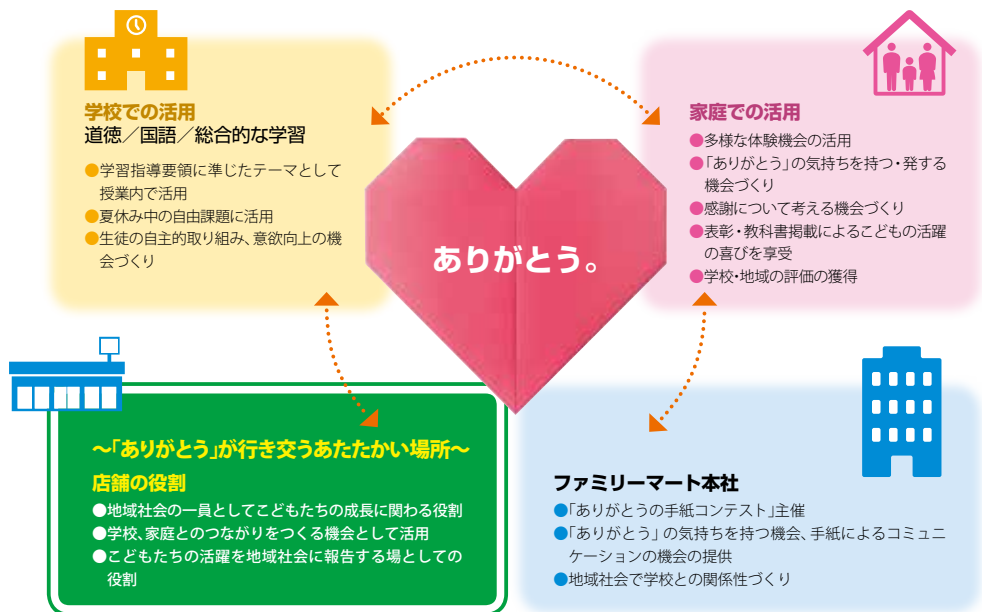 学校での活用
道徳／国語／総合的な学習
●学習指導要領に準じたテーマとして
授業内で活用
●夏休み中の自由課題に活用
●生徒の自主的取り組み、意欲向上の機
会づくり
家庭での活用
●多様な体験機会の活用
●「ありがとう」の気持ちを持つ・発する
機会づくり
●感謝について考える機会づくり
●表彰・教科書掲載によるこどもの活躍
の喜びを享受
●学校・地域の評価の獲得
ありがとう。
～「ありがとう」が行き交うあたたかい場所～
店舗の役割
●地域社会の一員としてこどもたちの成長に関わる役割
●学校、家庭とのつながりをつくる機会として活用
●こどもたちの活躍を地域社会に報告する場としての
役割
ファミリーマート本社
●「ありがとうの手紙コンテスト」主催
●「ありがとう」の気持ちを持つ機会、手紙によるコミュニ
ケーションの機会の提供
●地域社会で学校との関係性づくり